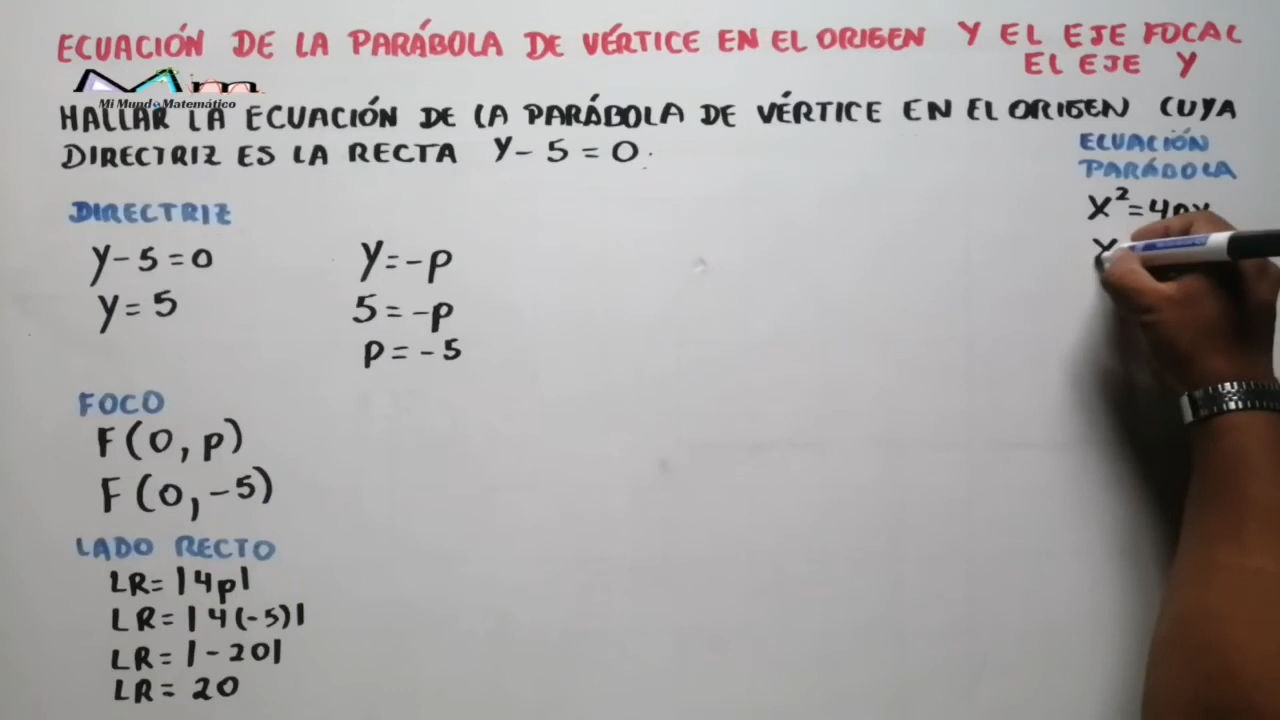 ECUACIÓN DE LA PARÁBOLA DE VÉRTICE EN EL ORIGEN Y EL EJE FOCAL
EL EJE Y
Mi Mundo Matemático
HALLAR LA ECUACIÓN DE LA PARÁBOLA DE VÉRTICE EN EL ORIGEN CUYA
DIRECTRIZ ES LA RECTA Y-5=0.
DIRECTRIZ
y-5=0
y=5
y=-p
5=-p
p=-5
FOCO
F(0,p)
F(0,-5)
LADO RECTO
LR=|4p|
LR=|4(-5)|
LR=|-20|
LR=20
ECUACIÓN
PARÁBOLA
X²=4py